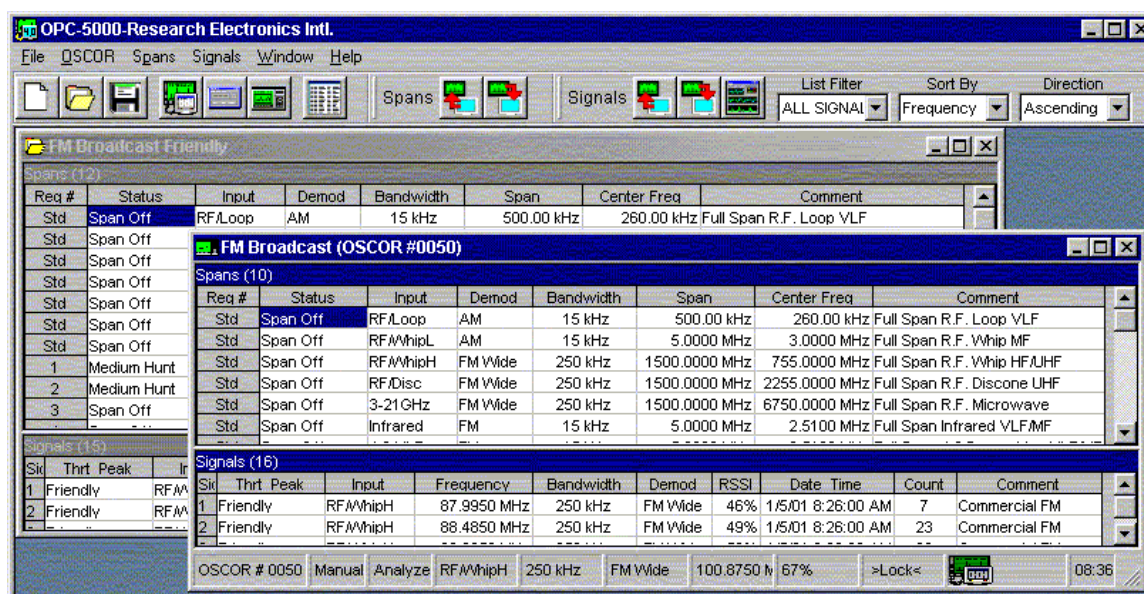 OPC-5000-Research Electronics Intl.
File OSCOR Spans Signals Window Help
Spans Signals List Filter Sort By Direction
ALL SIGNAL Frequency Ascending
FM Broadcast Friendly
Spans (12)
Req # Status Input Demod Bandwidth Span Center Freq Comment
Std Span Off RF/Loop AM 15 kHz 500.00 kHz 260.00 kHz Full Span R.F. Loop VLF
Std Span Off
Std Span Off
Std Span Off
Std Span Off
Std Span Off
Std Span Off
1 Medium Hunt
2 Medium Hunt
3 Span Off
Signals (15)
Sig Thrt Peak
1 Friendly
2 Friendly
FM Broadcast (OSCOR #0050)
Spans (10)
Req # Status Input Demod Bandwidth Span Center Freq Comment
Std Span Off RF/Loop AM 15 kHz 500.00 kHz 260.00 kHz Full Span R.F. Loop VLF
Std Span Off RF/WhipL AM 15 kHz 5.0000 MHz 3.0000 MHz Full Span R.F. Whip MF
Std Span Off RF/WhipH FM Wide 250 kHz 1500.0000 MHz 755.0000 MHz Full Span R.F. Whip HF/UHF
Std Span Off RF/Disc FM Wide 250 kHz 1500.0000 MHz 2255.0000 MHz Full Span R.F. Discone UHF
Std Span Off 3-21GHz FM Wide 250 kHz 1500.0000 MHz 6750.0000 MHz Full Span R.F. Microwave
Std Span Off Infrared FM 15 kHz 5.0000 MHz 2.5100 MHz Full Span Infrared VLF/MF
Signals (16)
Sig Thrt Peak Input Frequency Bandwidth Demod RSSI Date Time Count Comment
1 Friendly RF/WhipH 87.9950 MHz 250 kHz FM Wide 46% 1/5/01 8:26:00 AM 7 Commercial FM
2 Friendly RF/WhipH 88.4850 MHz 250 kHz FM Wide 49% 1/5/01 8:26:00 AM 23 Commercial FM
OSCOR # 0050 Manual Analyze RF/WhipH 250 kHz FM Wide 100.8750 M 67% >Lock< 08:36